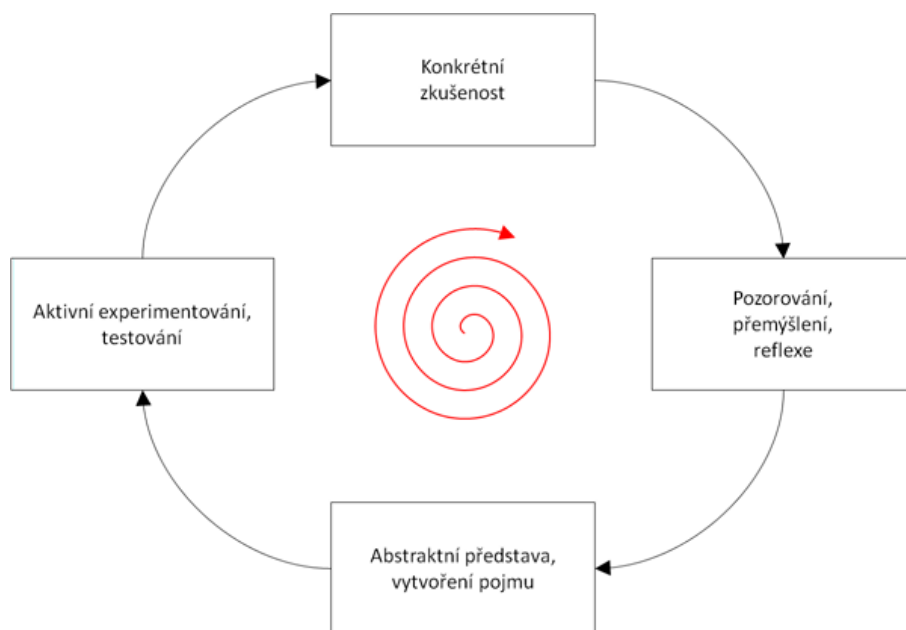 Konkrétní
zkušenost
Aktivní experimentování,
testování
Pozorování,
přemýšlení,
reflexe
Abstraktní představa,
vytvoření pojmu